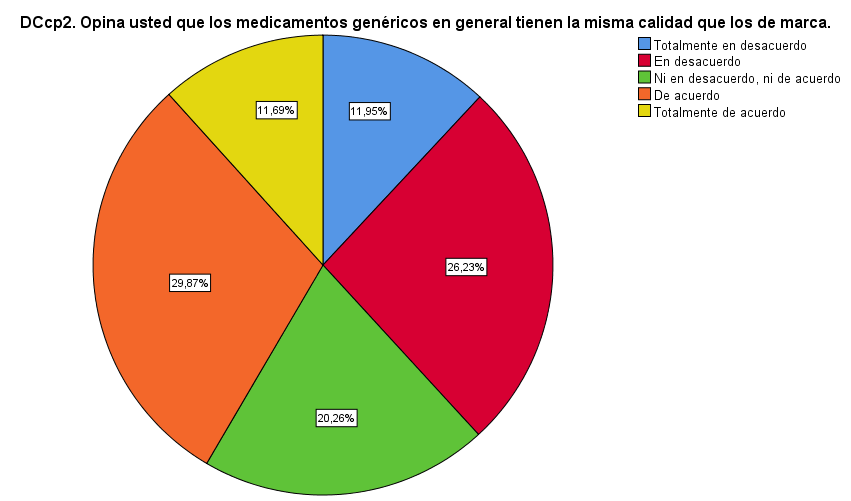 DCcp2. Opina usted que los medicamentos genéricos en general tienen la misma calidad que los de marca.
Totalmente en desacuerdo
En desacuerdo
Ni en desacuerdo, ni de acuerdo
De acuerdo
Totalmente de acuerdo
11,69%
11,95%
26,23%
29,87%
20,26%